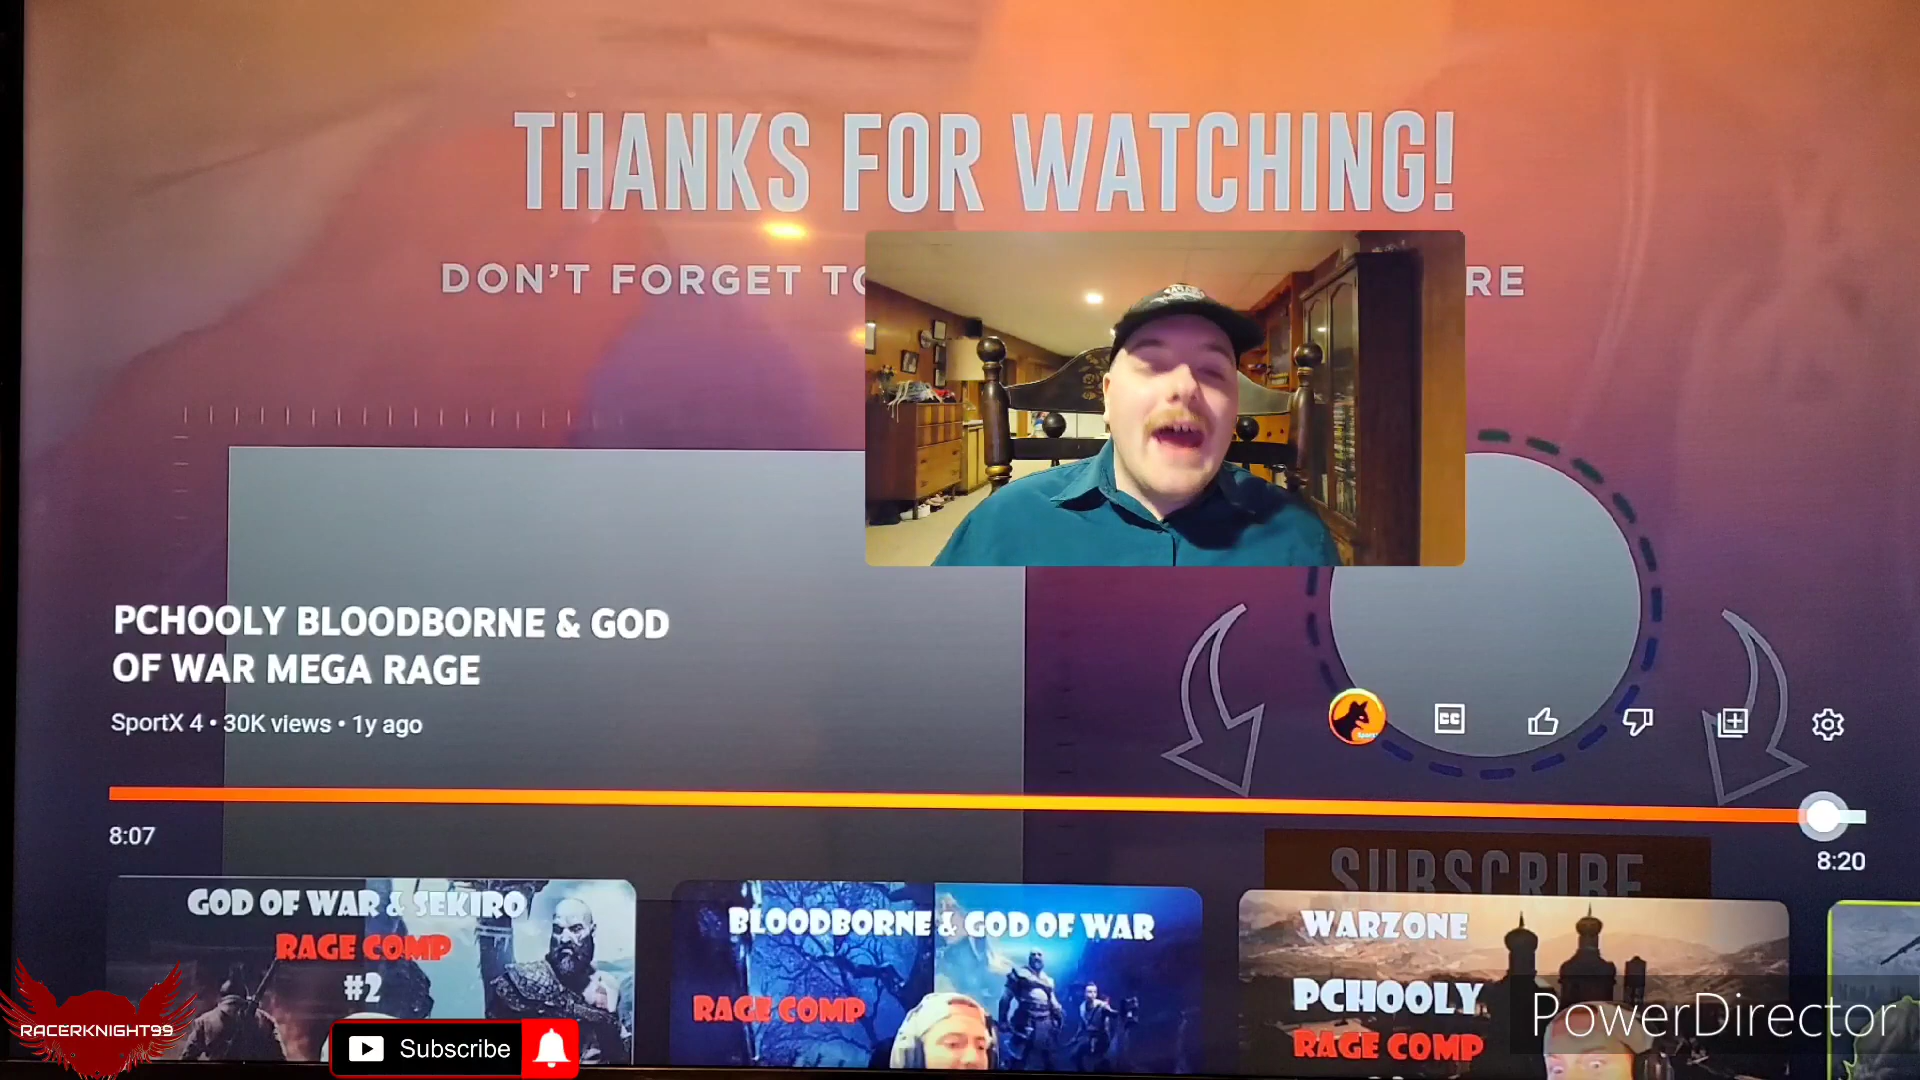 THANKS FOR WATCHING!
DON'T FORGET TO
RE
PCHOOLY BLOODBORNE & GOD
OF WAR MEGA RAGE
SportX 4 • 30K views • 1y ago
CC
8:07
8:20
SUBSCRIBE
GOD OF WAR & SEKIRO
RAGE COMP
#2
BLOODBORNE & GOD OF WAR
RAGE COMP
WARZONE
PCHOOLY
RAGE COMP
RACERKNIGHT99
Subscribe
PowerDirector